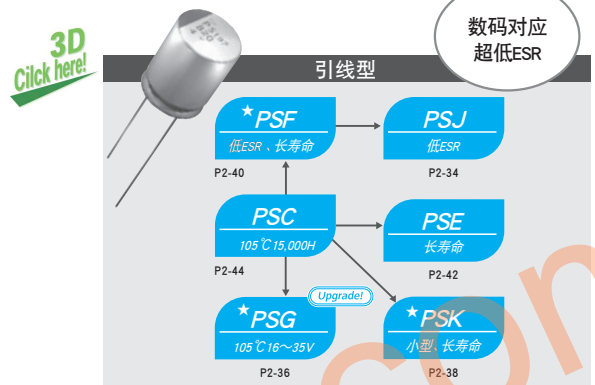 3D
Cilck here!
数码对应
超低ESR
引线型
★PSF
低ESR、长寿命
P2-40
PSJ
低ESR
P2-34
PSC
105℃15,000H
P2-44
PSE
长寿命
P2-42
Upgrade!
★PSG
105℃16～35V
P2-36
★PSK
小型、长寿命
P2-38